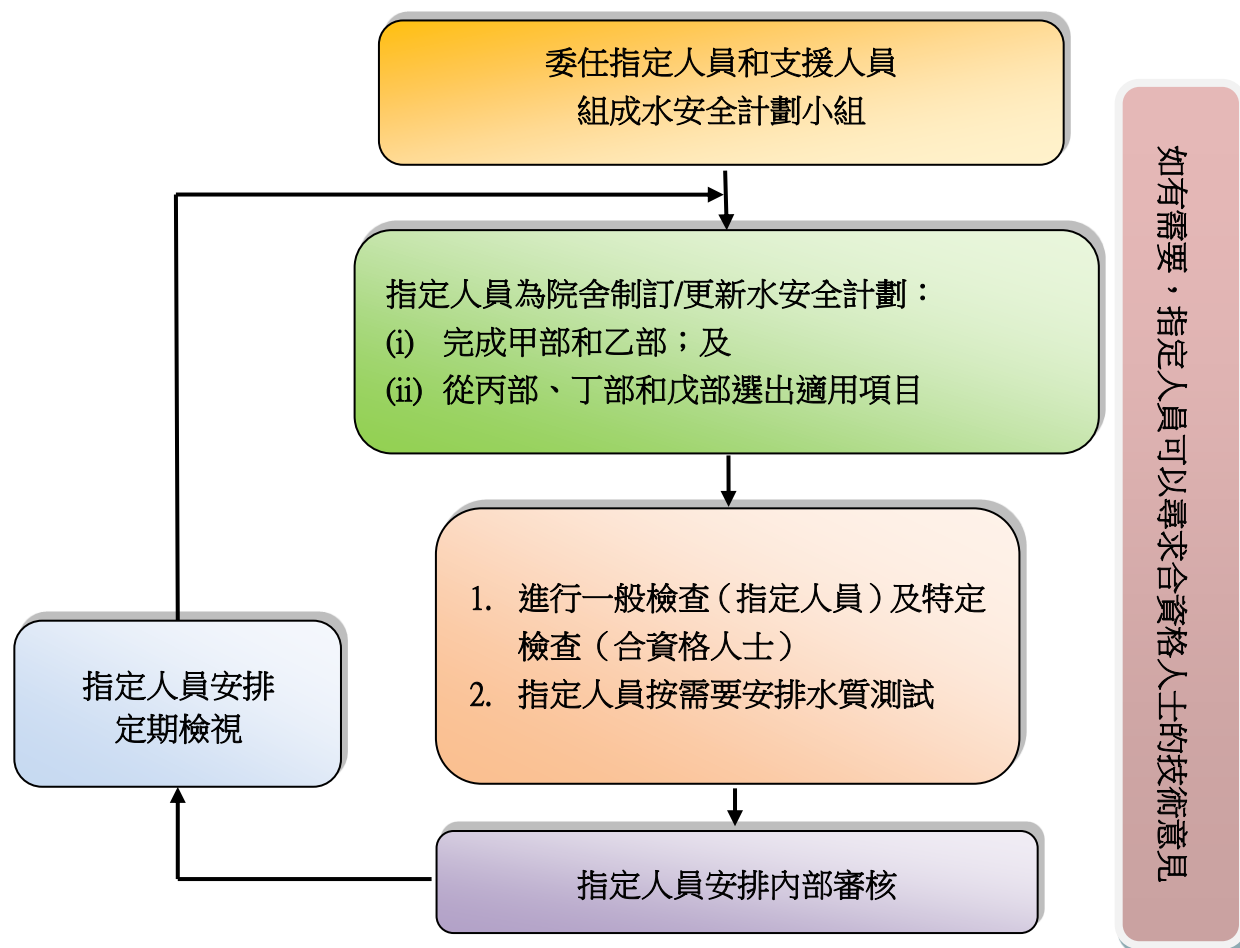 委任指定人員和支援人員
組成水安全計劃小組
指定人員為院舍制訂/更新水安全計劃：
(i) 完成甲部和乙部；及
(ii) 從丙部、丁部和戊部選出適用項目
1. 進行一般檢查（指定人員）及特定
檢查（合資格人士）
2. 指定人員按需要安排水質測試
指定人員安排
定期檢視
指定人員安排內部審核
如有需要，指定人員可以尋求合資格人士的技術意見